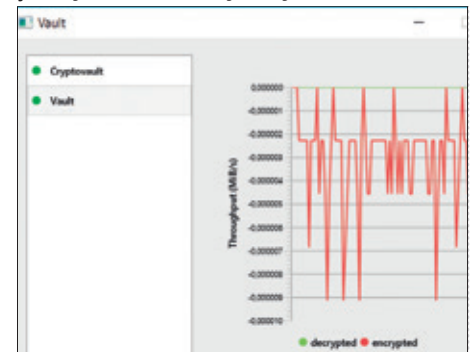 Vault
Cryptovault
Vault
0,000000
-0,000001
-0,000002
-0,000003
-0,000004
-0,000005
-0,000006
-0,000007
-0,000008
-0,000009
-0,000010
Throughput (MiB/s)
decrypted encrypted